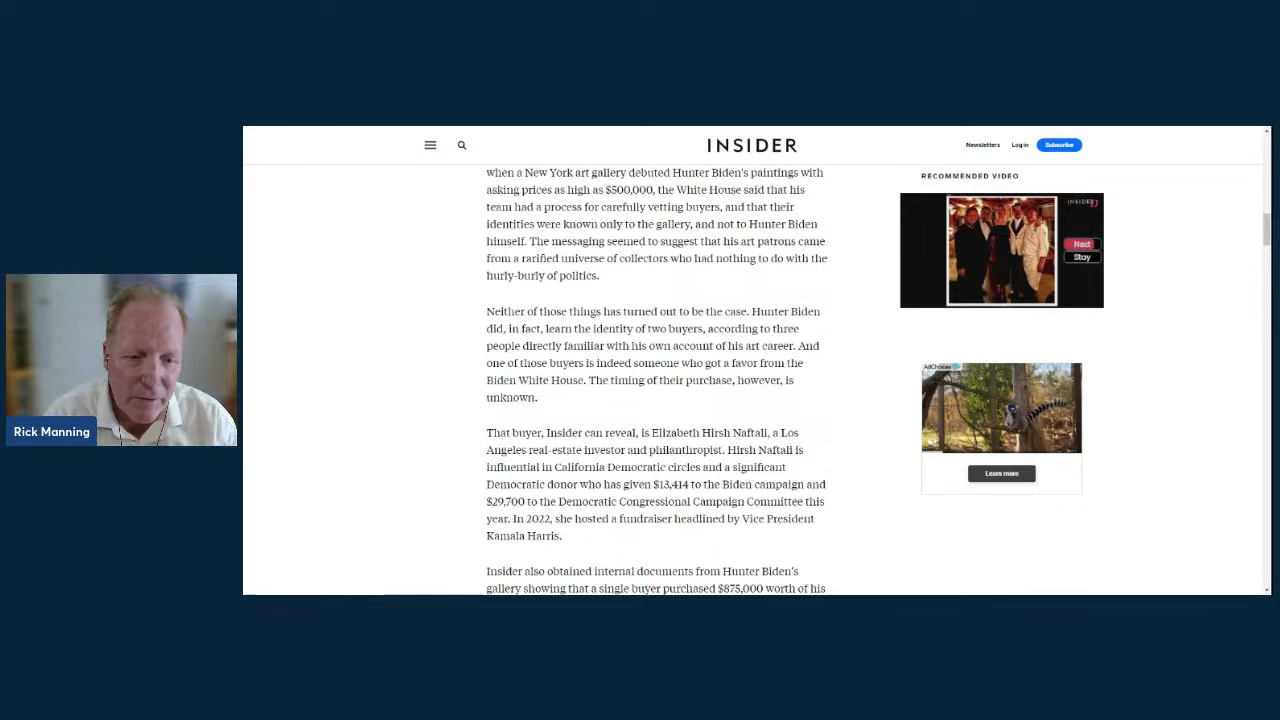 INSIDER
Newsletters
Log in
Subscribe
when a New York art gallery debuted Hunter Biden's paintings with
asking prices as high as $500,000, the White House said that his
team had a process for carefully vetting buyers, and that their
identities were known only to the gallery, and not to Hunter Biden
himself. The messaging seemed to suggest that his art patrons came
from a rarified universe of collectors who had nothing to do with the
hurly-burly of politics.
Neither of those things has turned out to be the case. Hunter Biden
did, in fact, learn the identity of two buyers, according to three
people directly familiar with his own account of his art career. And
one of those buyers is indeed someone who got a favor from the
Biden White House. The timing of their purchase, however, is
unknown.
That buyer, Insider can reveal, is Elizabeth Hirsh Naftali, a Los
Angeles real-estate investor and philanthropist. Hirsh Naftali is
influential in California Democratic circles and a significant
Democratic donor who has given $13,414 to the Biden campaign and
$29,700 to the Democratic Congressional Campaign Committee this
year. In 2022, she hosted a fundraiser headlined by Vice President
Kamala Harris.
Insider also obtained internal documents from Hunter Biden's
gallery showing that a single buyer purchased $875,000 worth of his
RECOMMENDED VIDEO
INSIDER
Next
Stay
AdChoices
Learn more
Rick Manning